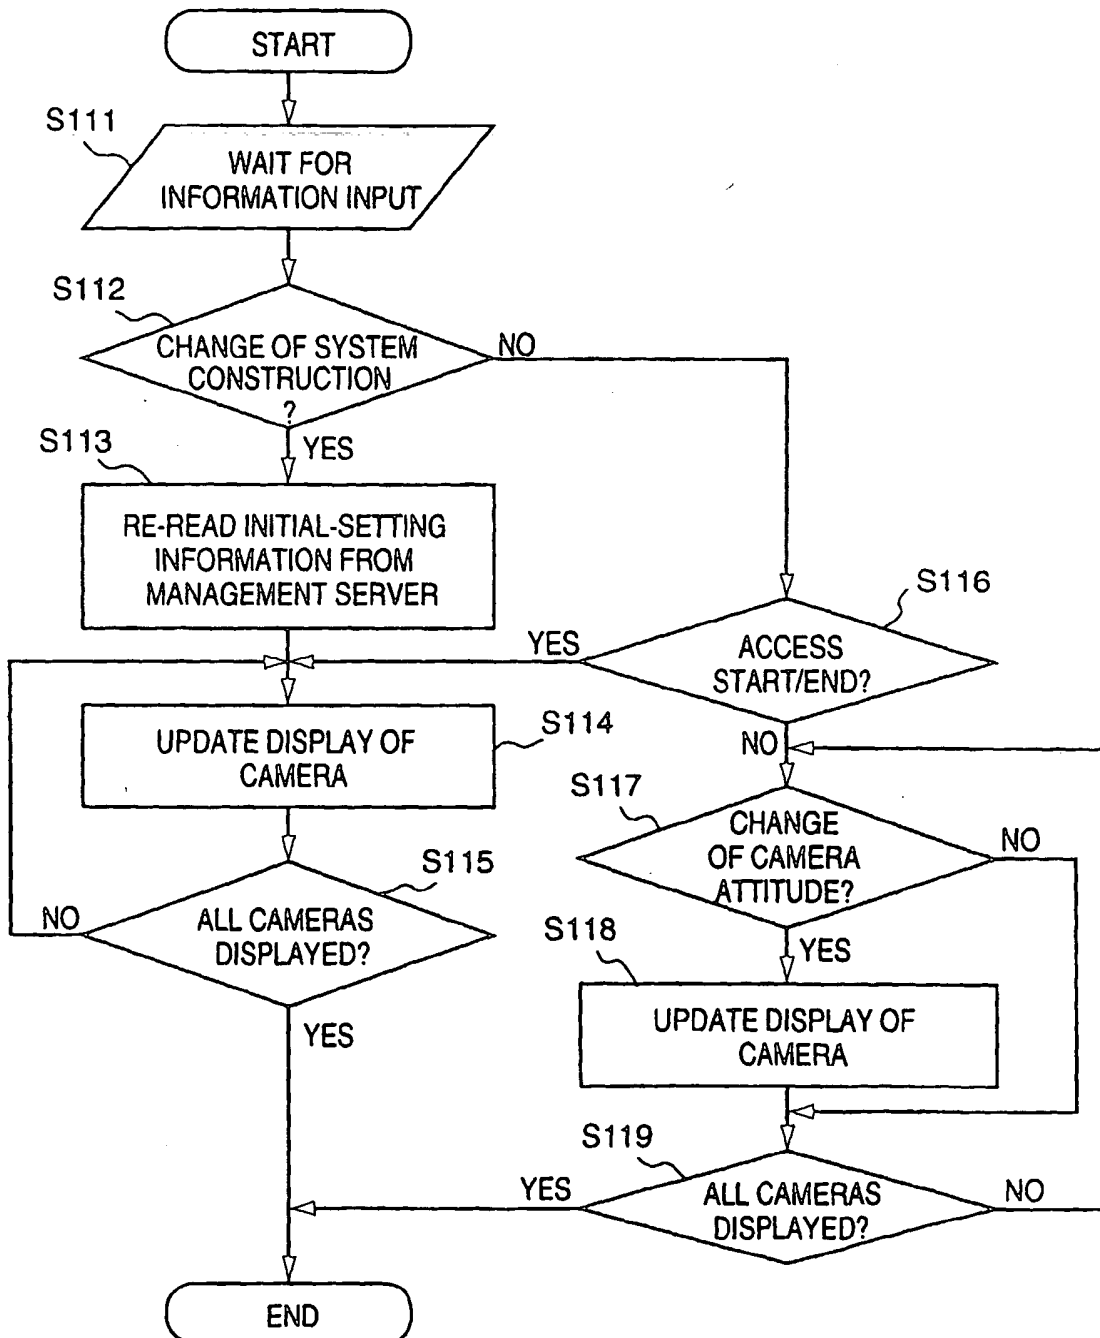 START
S111
WAIT FOR
INFORMATION INPUT
S112
CHANGE OF SYSTEM
CONSTRUCTION
?
NO
YES
S113
RE-READ INITIAL-SETTING
INFORMATION FROM
MANAGEMENT SERVER
S116
YES
ACCESS
START/END?
NO
S114
UPDATE DISPLAY OF
CAMERA
S117
CHANGE
OF CAMERA
ATTITUDE?
NO
YES
S115
NO
ALL CAMERAS
DISPLAYED?
YES
S118
UPDATE DISPLAY OF
CAMERA
S119
YES
ALL CAMERAS
DISPLAYED?
NO
END